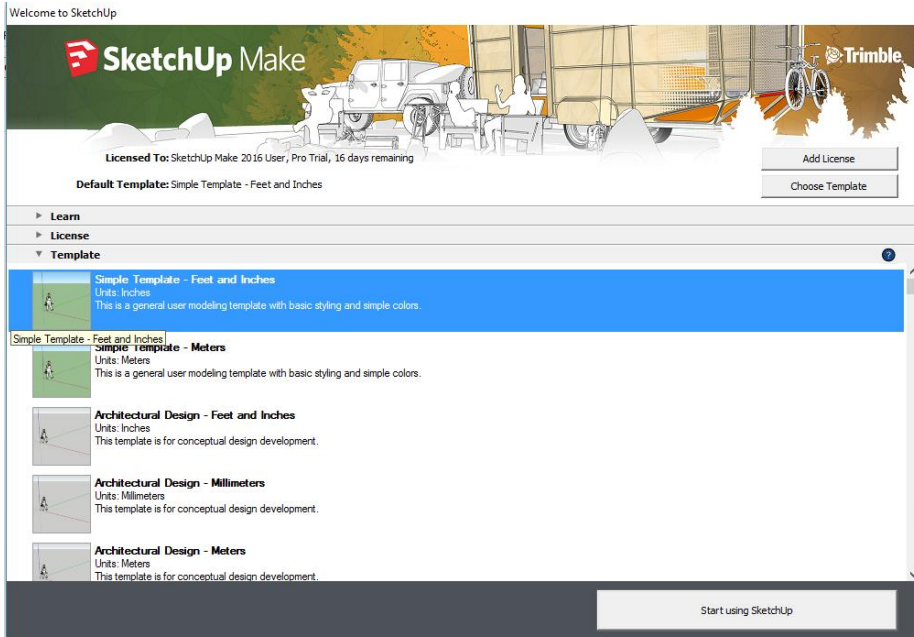 Welcome to SketchUp
SketchUp Make
Trimble
Licensed To: SketchUp Make 2016 User, Pro Trial, 16 days remaining
Add License
Default Template: Simple Template - Feet and Inches
Choose Template
Learn
License
Template
?
Simple Template - Feet and Inches
Units: Inches
This is a general user modeling template with basic styling and simple colors.
Simple Template - Feet and Inches
Simple Template - Meters
Units: Meters
This is a general user modeling template with basic styling and simple colors.
Architectural Design - Feet and Inches
Units: Inches
This template is for conceptual design development.
Architectural Design - Millimeters
Units: Millimeters
This template is for conceptual design development.
Architectural Design - Meters
Units: Meters
This template is for conceptual design development.
Start using SketchUp